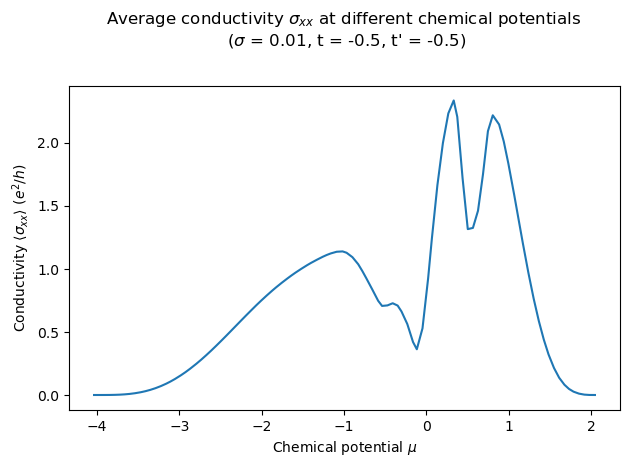 Average conductivity σxx at different chemical potentials
(σ = 0.01, t = -0.5, t' = -0.5)
Conductivity ⟨σxx⟩ (e²/h)
2.0
1.5
1.0
0.5
0.0
−4 −3 −2 −1 0 1 2
Chemical potential μ